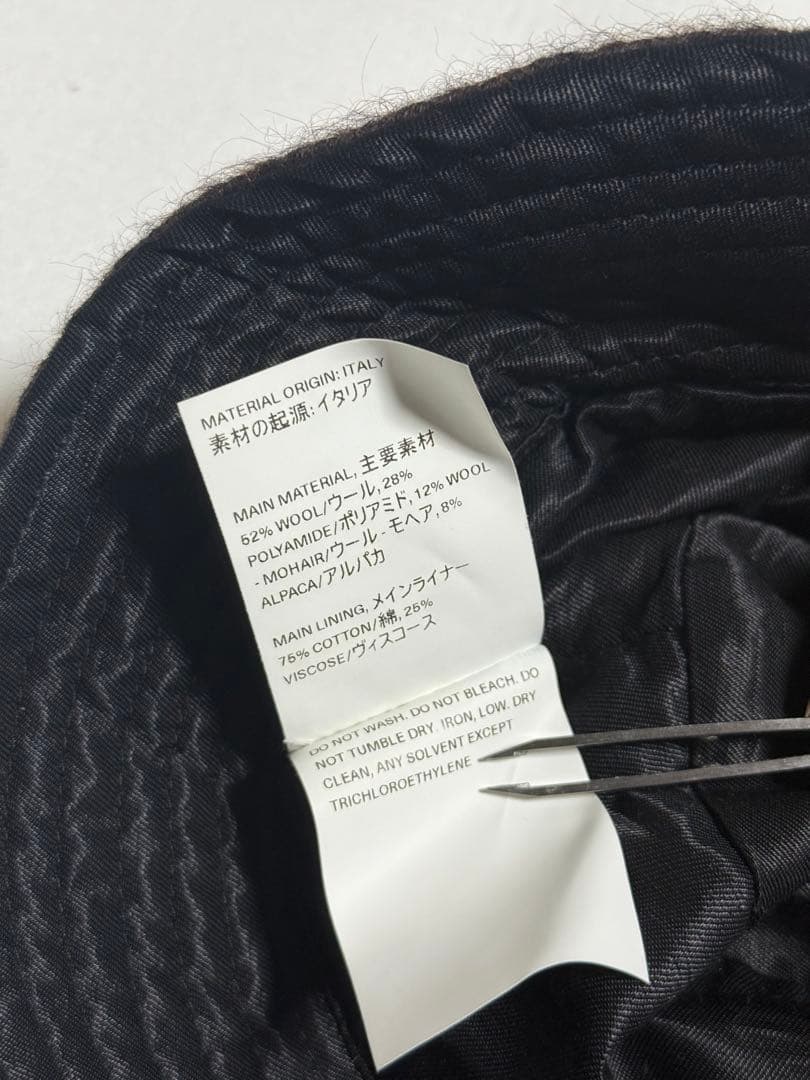 MATERIAL ORIGIN: ITALY
素材の起源: イタリア
MAIN MATERIAL, 主要素材
52% WOOL/ウール, 28%
POLYAMIDE/ポリアミド, 12% WOOL
- MOHAIR/ウール - モヘア, 8%
ALPACA/アルパカ
MAIN LINING, メインライナー
75% COTTON/綿, 25%
VISCOSE/ヴィスコース
DO NOT WASH. DO NOT BLEACH. DO
NOT TUMBLE DRY. IRON, LOW. DRY
CLEAN, ANY SOLVENT EXCEPT
TRICHLOROETHYLENE